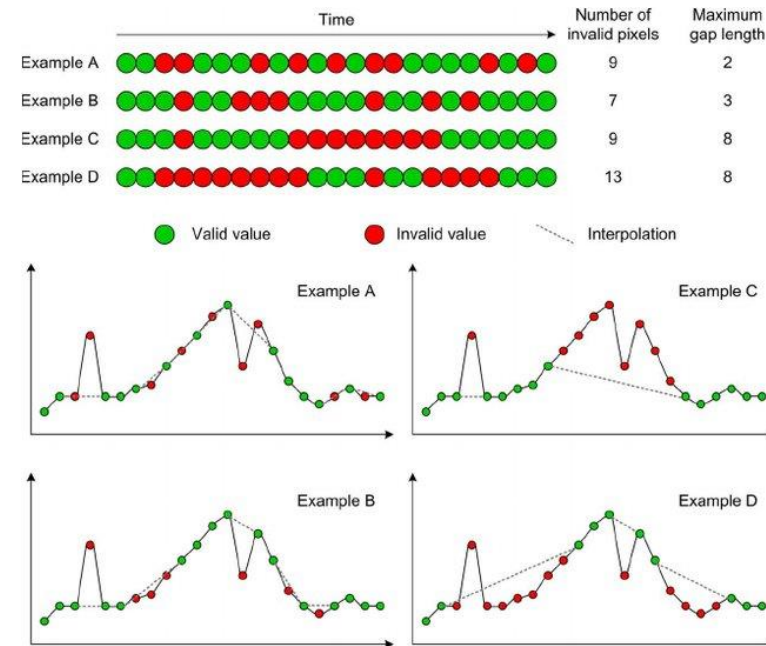 Time
Number of invalid pixels
Maximum gap length
Example A 9 2
Example B 7 3
Example C 9 8
Example D 13 8
Valid value Invalid value Interpolation
Example A
Example C
Example B
Example D